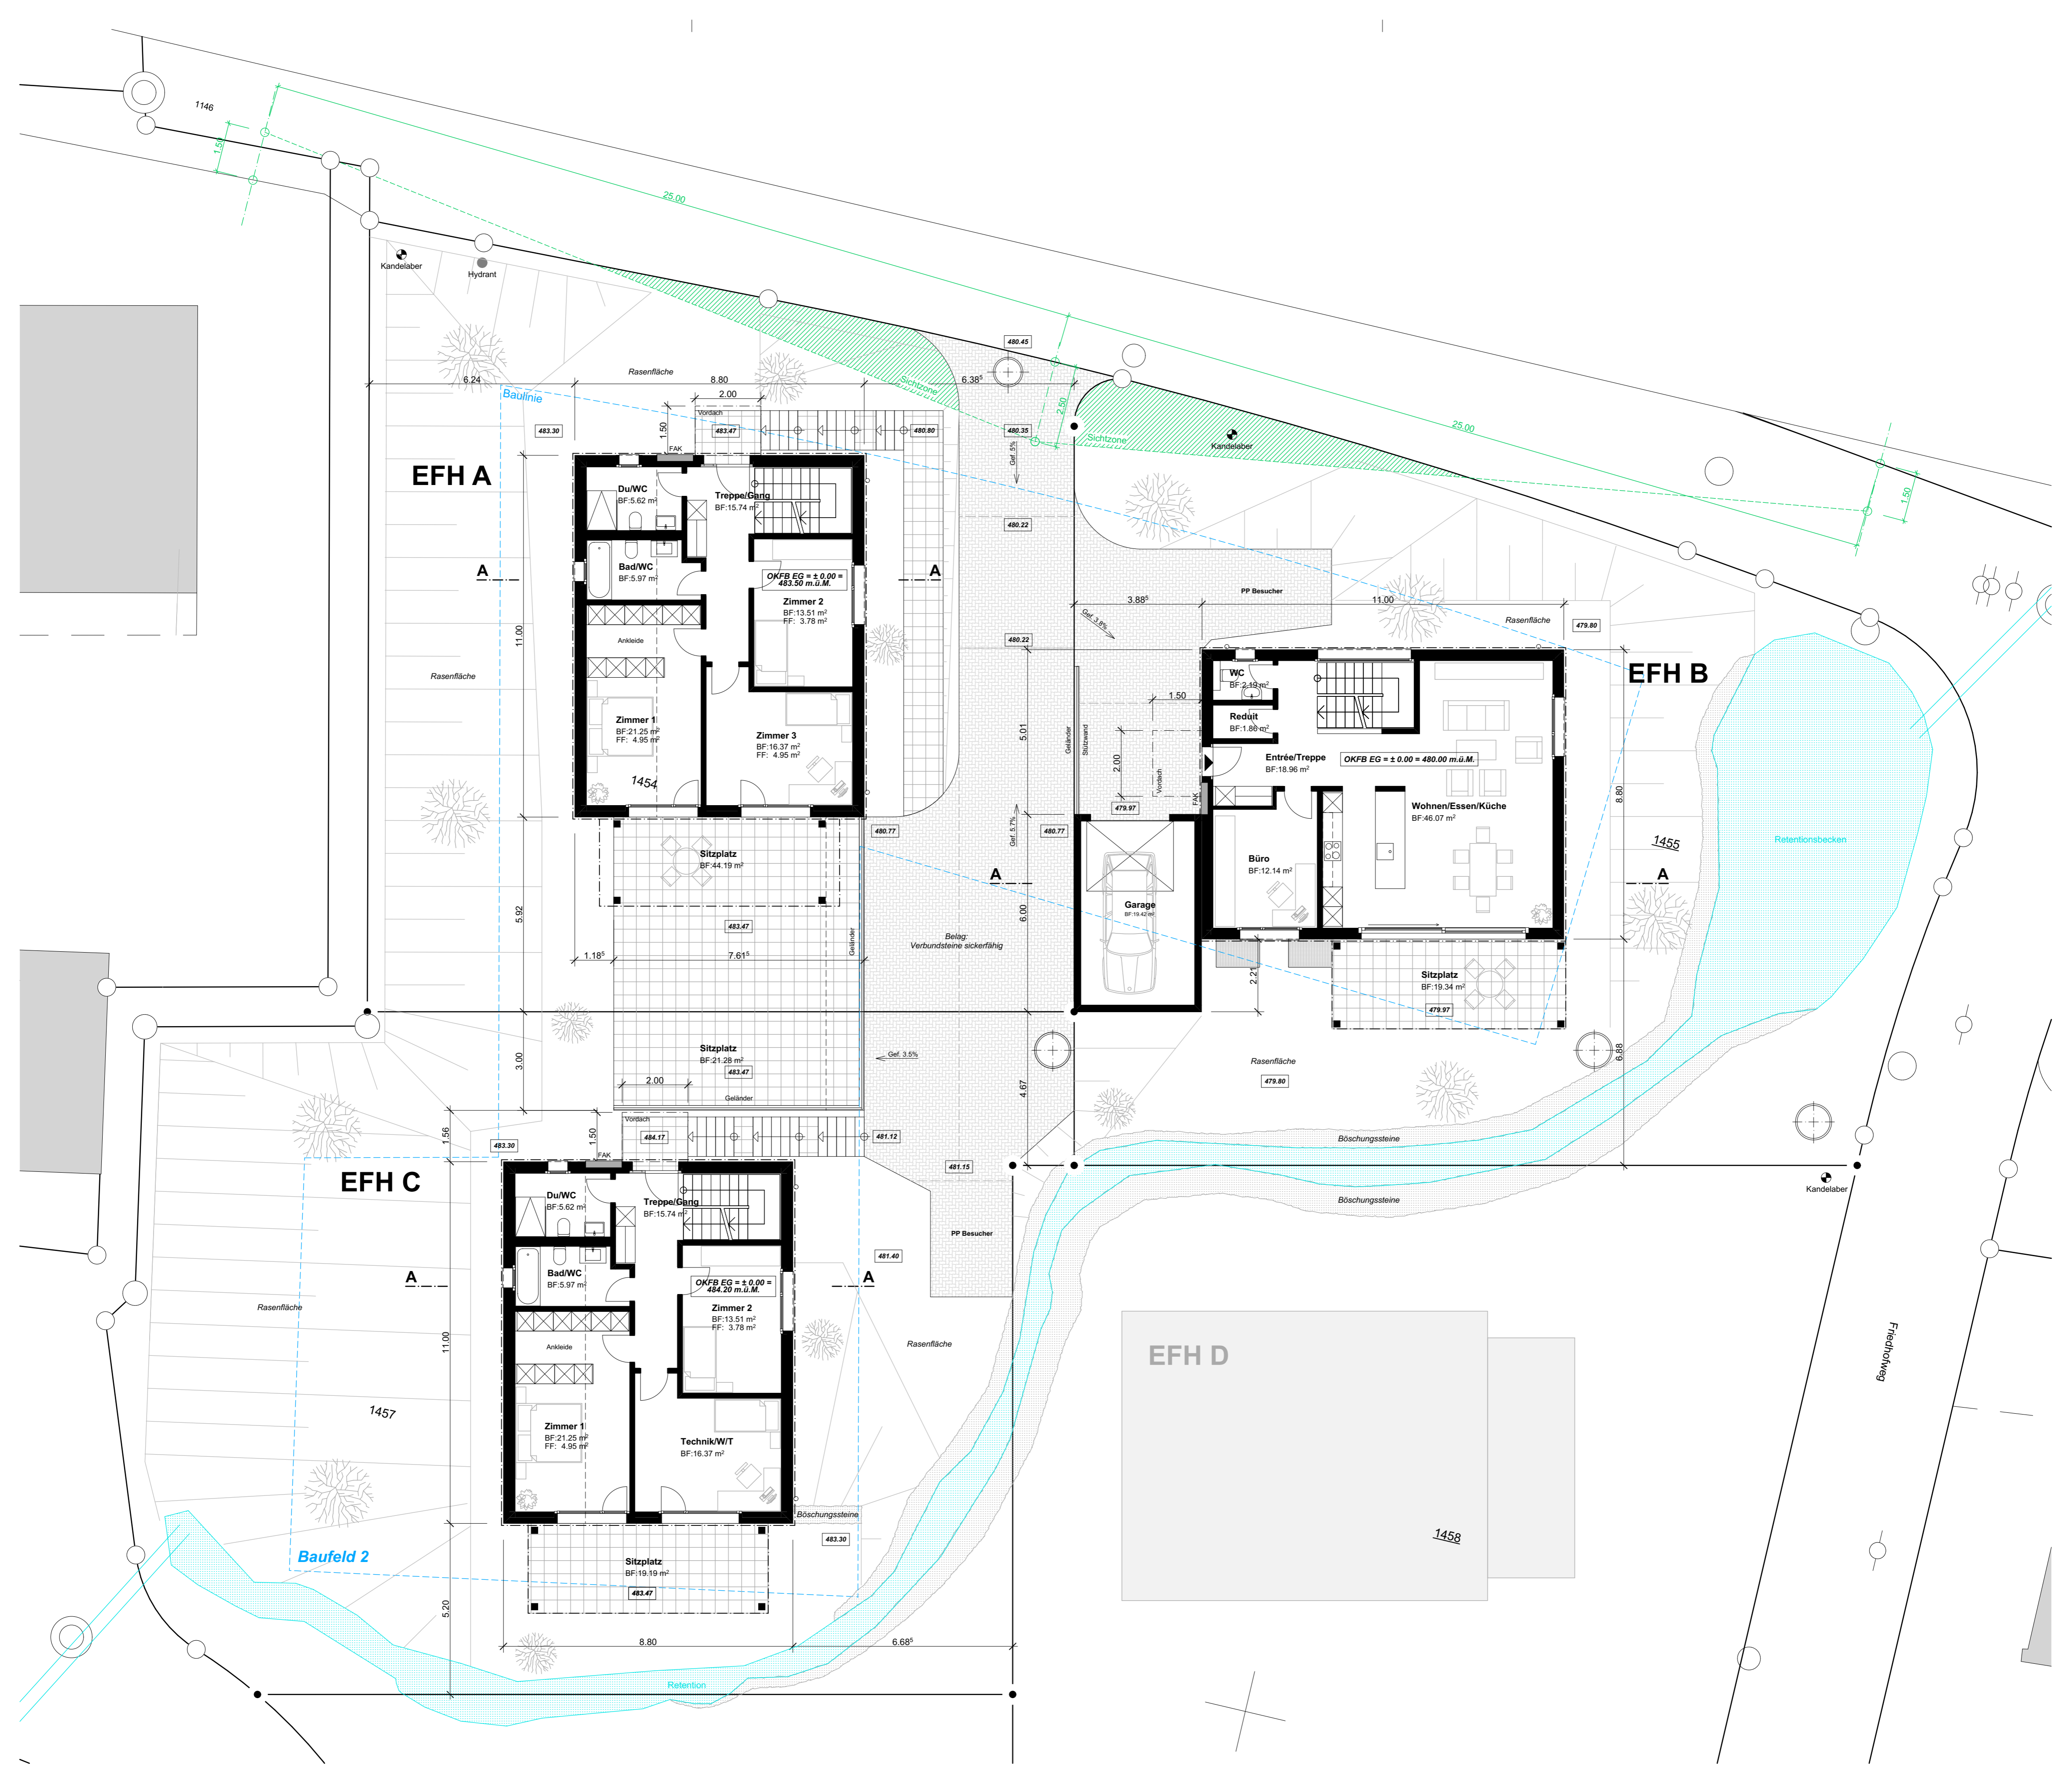 1146
1.50
25.00
Kandelaber
Hydrant
480.45
Rasenfläche
6.24
8.80
6.38⁵
Sichtzone
2.50
Baulinie
2.00
Vordach
1.50
483.30
483.47
480.80
480.35
Sichtzone
Kandelaber
25.00
1.50
FAK
Gef. 5%
EFH A
Du/WC
BF:5.62 m²
Treppe/Gang
BF:15.74 m²
480.22
A
Bad/WC
BF:5.97 m²
OKFB EG = ± 0.00 =
483.50 m.ü.M.
A
Zimmer 2
BF:13.51 m²
FF: 3.78 m²
PP Besucher
3.88⁵
11.00
Gef. 3.8%
Rasenfläche
479.80
11.00
Ankleide
480.22
Rasenfläche
WC
BF:2.19 m²
EFH B
1.50
Zimmer 1
BF:21.25 m²
FF: 4.95 m²
Zimmer 3
BF:16.37 m²
FF: 4.95 m²
Reduit
BF:1.86 m²
5.01
Geländer
Stützwand
2.00
Vordach
Entrée/Treppe
BF:18.96 m²
OKFB EG = ± 0.00 = 480.00 m.ü.M.
1454
FAK
8.80
479.97
Wohnen/Essen/Küche
BF:46.07 m²
480.77
Gef. 5.7%
480.77
1455
Retentionsbecken
Sitzplatz
BF:44.19 m²
Büro
BF:12.14 m²
A
A
Garage
BF:19.42 m²
5.92
483.47
6.00
Geländer
Belag:
Verbundsteine sickerfähig
1.18⁵
7.61⁵
2.21
Sitzplatz
BF:19.34 m²
479.97
Sitzplatz
BF:21.28 m²
483.47
3.00
Gef. 3.5%
Rasenfläche
479.80
6.88
2.00
4.67
Geländer
Vordach
1.56
1.50
483.30
484.17
481.12
Böschungssteine
FAK
481.15
EFH C
Kandelaber
Böschungssteine
Du/WC
BF:5.62 m²
Treppe/Gang
BF:15.74 m²
PP Besucher
481.40
A
Bad/WC
BF:5.97 m²
OKFB EG = ± 0.00 =
484.20 m.ü.M.
A
Rasenfläche
Zimmer 2
BF:13.51 m²
FF: 3.78 m²
11.00
Ankleide
Rasenfläche
EFH D
Friedhofweg
1457
Zimmer 1
BF:21.25 m²
FF: 4.95 m²
Technik/W/T
BF:16.37 m²
Böschungssteine
483.30
1458
Baufeld 2
Sitzplatz
BF:19.19 m²
483.47
5.20
8.80
6.68⁵
Retention